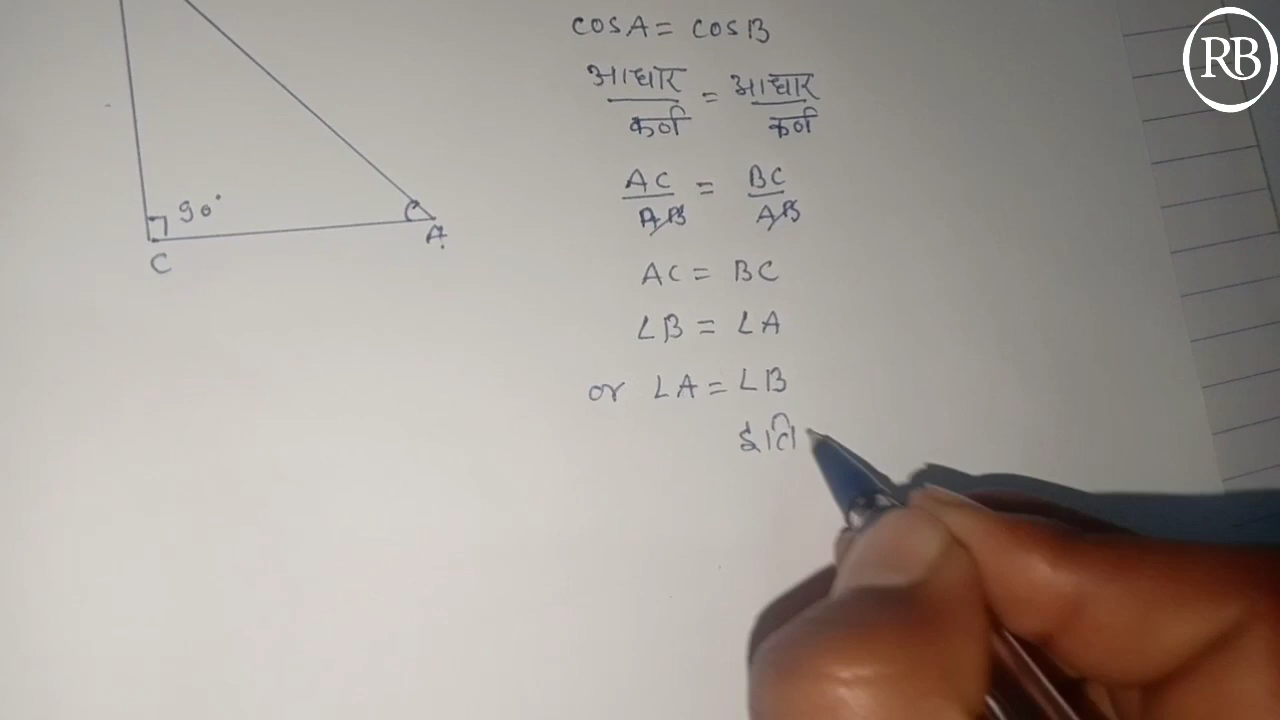 RB
cosA = cosB
आधार/कर्ण = आधार/कर्ण
AC/AB = BC/AB
90°
A
C
AC = BC
∠B = ∠A
or ∠A = ∠B
इति